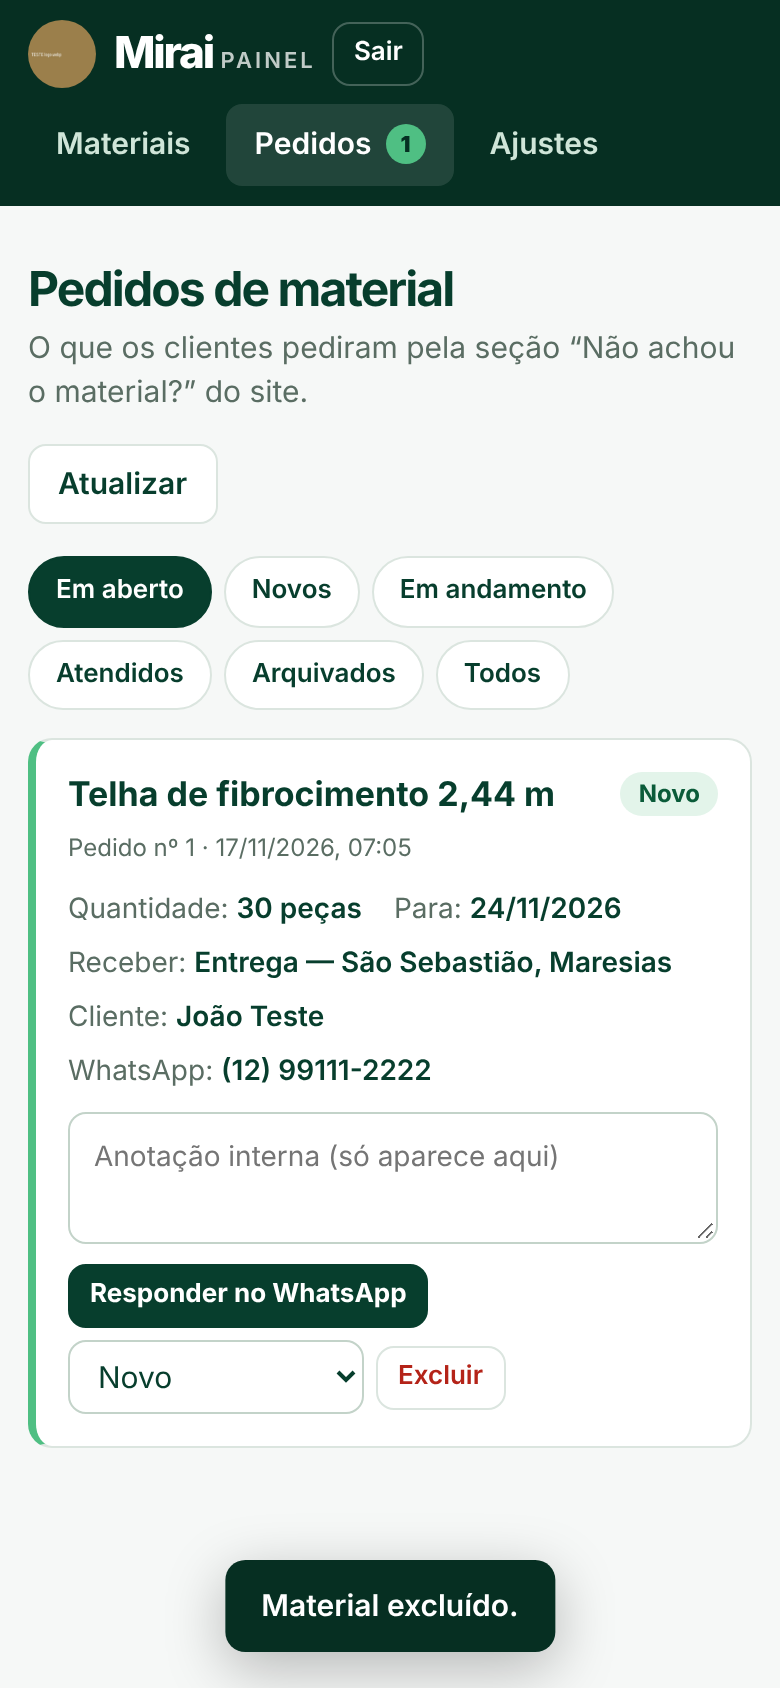 Mirai PAINEL Sair
Materiais Pedidos 1 Ajustes
Pedidos de material
O que os clientes pediram pela seção “Não achou
o material?” do site.
Atualizar
Em aberto Novos Em andamento
Atendidos Arquivados Todos
Telha de fibrocimento 2,44 m Novo
Pedido nº 1 · 17/11/2026, 07:05
Quantidade: 30 peças Para: 24/11/2026
Receber: Entrega — São Sebastião, Maresias
Cliente: João Teste
WhatsApp: (12) 99111-2222
Anotação interna (só aparece aqui)
Responder no WhatsApp
Novo Excluir
Material excluído.